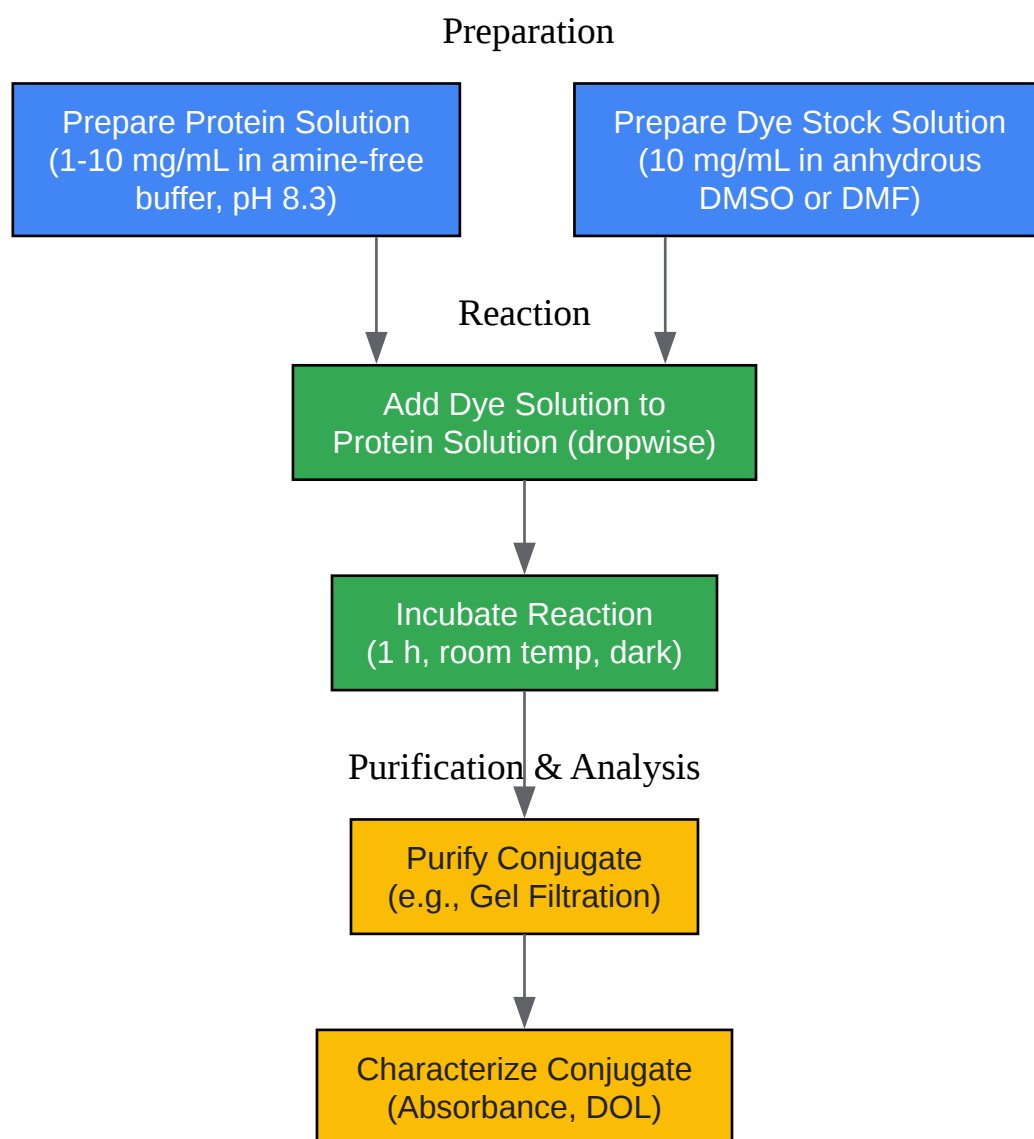 Preparation
Prepare Protein Solution
(1-10 mg/mL in amine-free
buffer, pH 8.3)
Prepare Dye Stock Solution
(10 mg/mL in anhydrous
DMSO or DMF)
Reaction
Add Dye Solution to
Protein Solution (dropwise)
Incubate Reaction
(1 h, room temp, dark)
Purification & Analysis
Purify Conjugate
(e.g., Gel Filtration)
Characterize Conjugate
(Absorbance, DOL)